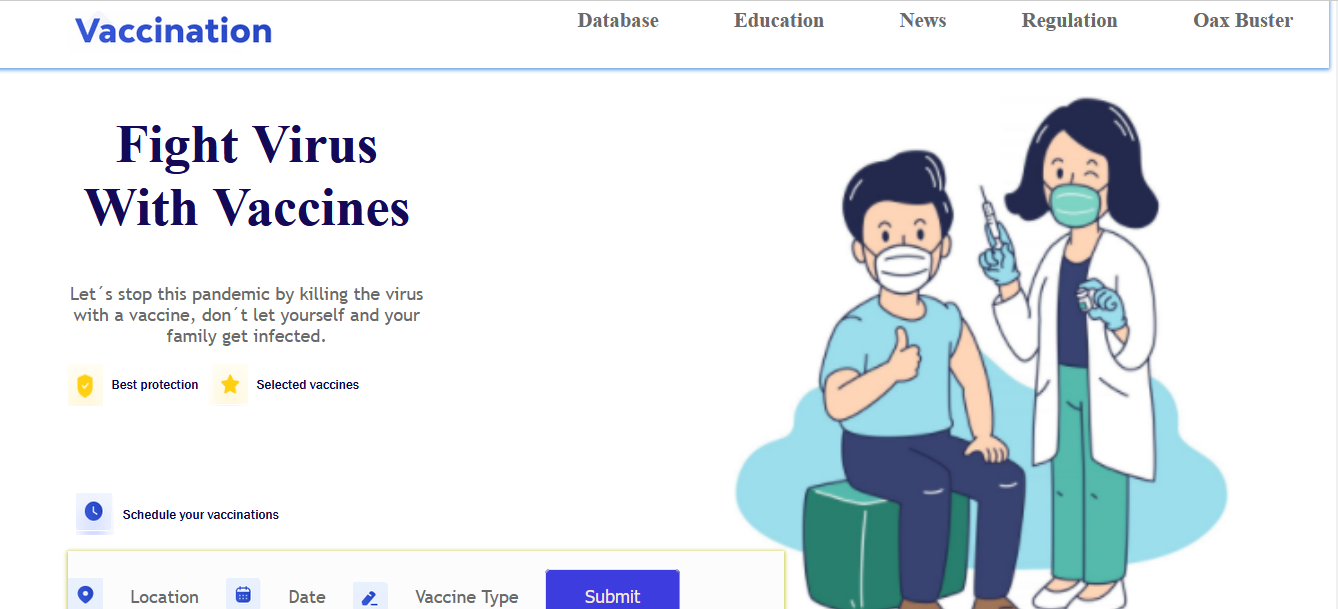 Vaccination
Database Education News Regulation Oax Buster
Fight Virus
With Vaccines
Let´s stop this pandemic by killing the virus
with a vaccine, don´t let yourself and your
family get infected.
Best protection Selected vaccines
Schedule your vaccinations
Location Date Vaccine Type Submit